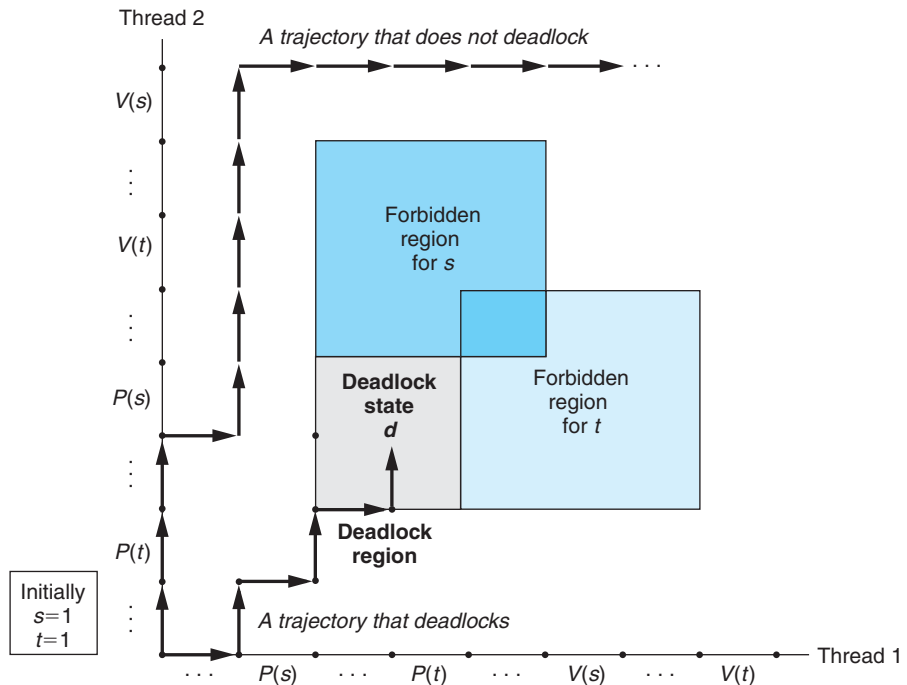 Thread 2
A trajectory that does not deadlock
. . .
V(s)
. . .
V(t)
. . .
P(s)
. . .
P(t)
. . .
Forbidden
region
for s
Forbidden
region
for t
Deadlock
state
d
Deadlock
region
Initially
s=1
t=1
A trajectory that deadlocks
Thread 1
. . . P(s) . . . P(t) . . . V(s) . . . V(t)